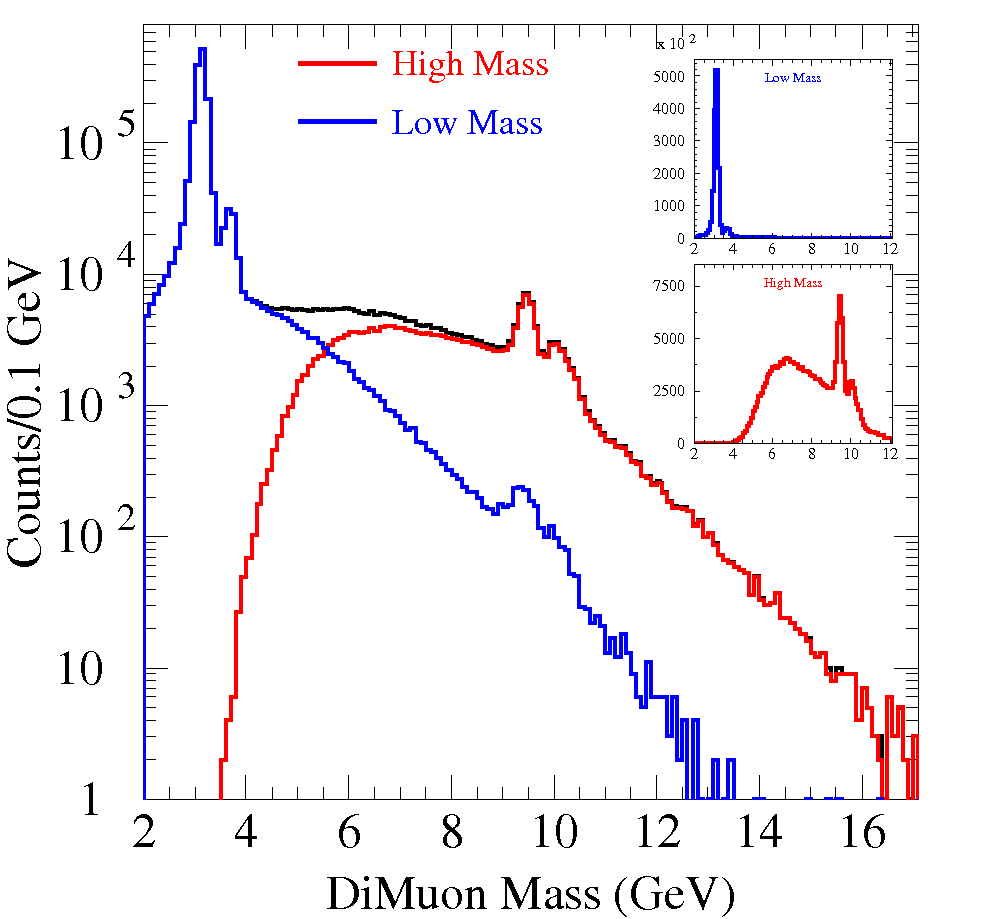 High Mass
Low Mass
x 10 2
5000
4000
3000
2000
1000
0
Low Mass
2 4 6 8 10 12
7500
5000
2500
0
High Mass
2 4 6 8 10 12
10 5
10 4
10 3
10 2
10
1
2 4 6 8 10 12 14 16
Counts/0.1 GeV
DiMuon Mass (GeV)